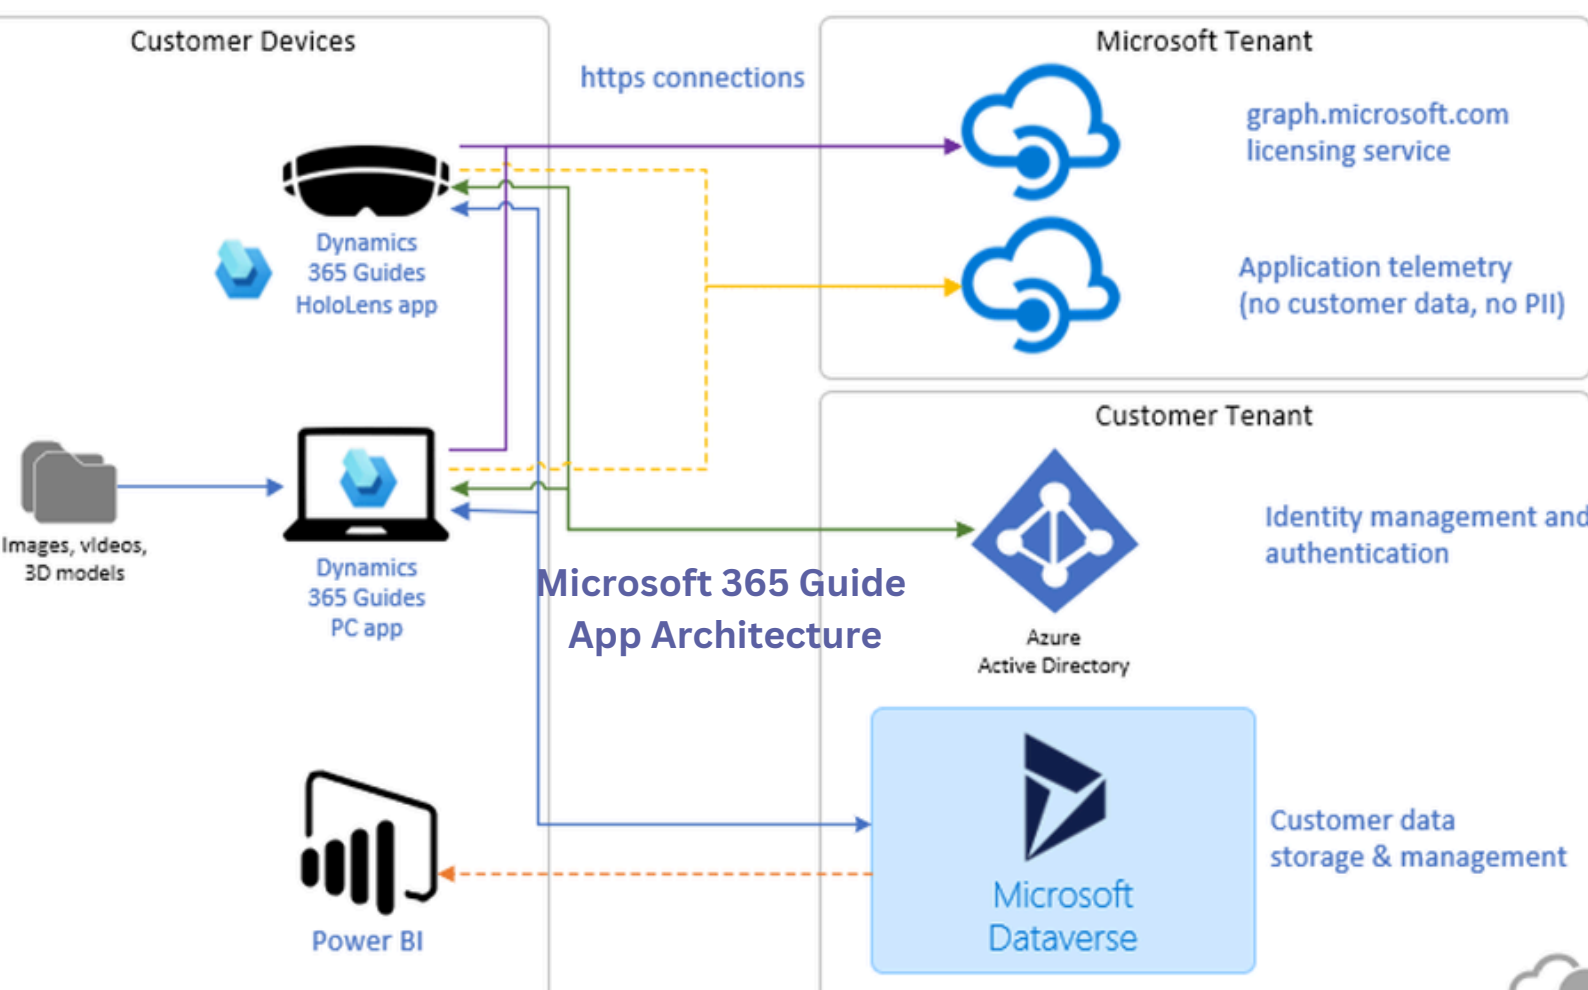 Customer Devices
https connections
Microsoft Tenant
graph.microsoft.com
licensing service
Dynamics
365 Guides
HoloLens app
Application telemetry
(no customer data, no PII)
Customer Tenant
Images, videos,
3D models
Dynamics
365 Guides
PC app
Identity management and
authentication
Microsoft 365 Guide
App Architecture
Azure
Active Directory
Customer data
storage & management
Microsoft
Dataverse
Power BI